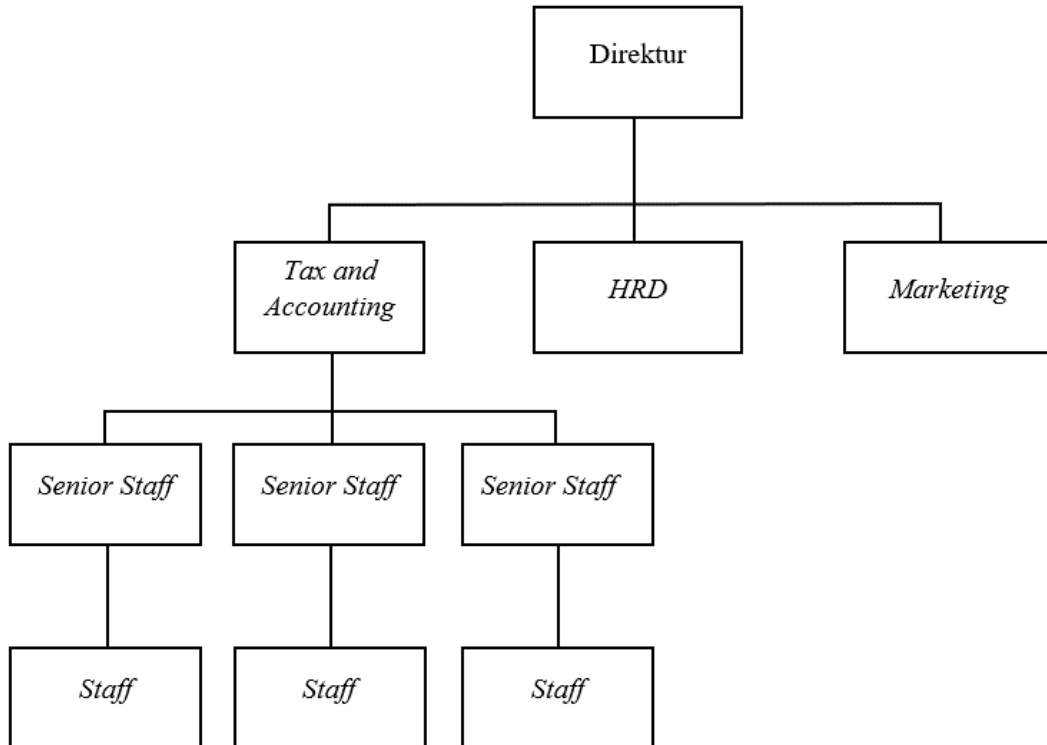 Direktur
Tax and
Accounting
HRD
Marketing
Senior Staff
Senior Staff
Senior Staff
Staff
Staff
Staff